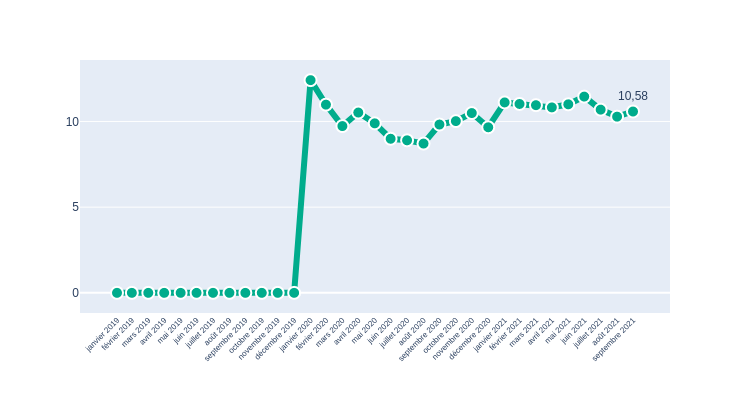 10,58
10
5
0
janvier 2019
février 2019
mars 2019
avril 2019
mai 2019
juin 2019
juillet 2019
août 2019
septembre 2019
octobre 2019
novembre 2019
décembre 2019
janvier 2020
février 2020
mars 2020
avril 2020
mai 2020
juin 2020
juillet 2020
août 2020
septembre 2020
octobre 2020
novembre 2020
décembre 2020
janvier 2021
février 2021
mars 2021
avril 2021
mai 2021
juin 2021
juillet 2021
août 2021
septembre 2021